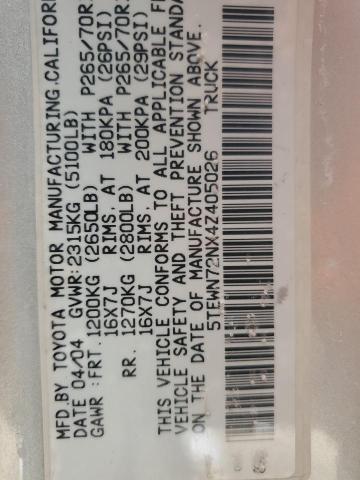 MFD.BY TOYOTA MOTOR MANUFACTURING.CALIFOR
DATE 04/04 GVWR:2315KG (5100LB)
GAWR :FRT.1200KG (2650LB) WITH P265/70R
16X7J RIMS. AT 180KPA (26PSI)
RR. 1270KG (2800LB) WITH P265/70R
16X7J RIMS. AT 200KPA (29PSI)
THIS VEHICLE CONFORMS TO ALL APPLICABLE F
VEHICLE SAFETY AND THEFT PREVENTION STANDA
ON THE DATE OF MANUFACTURE SHOWN ABOVE.
5TEWN72NX4Z405026 TRUCK